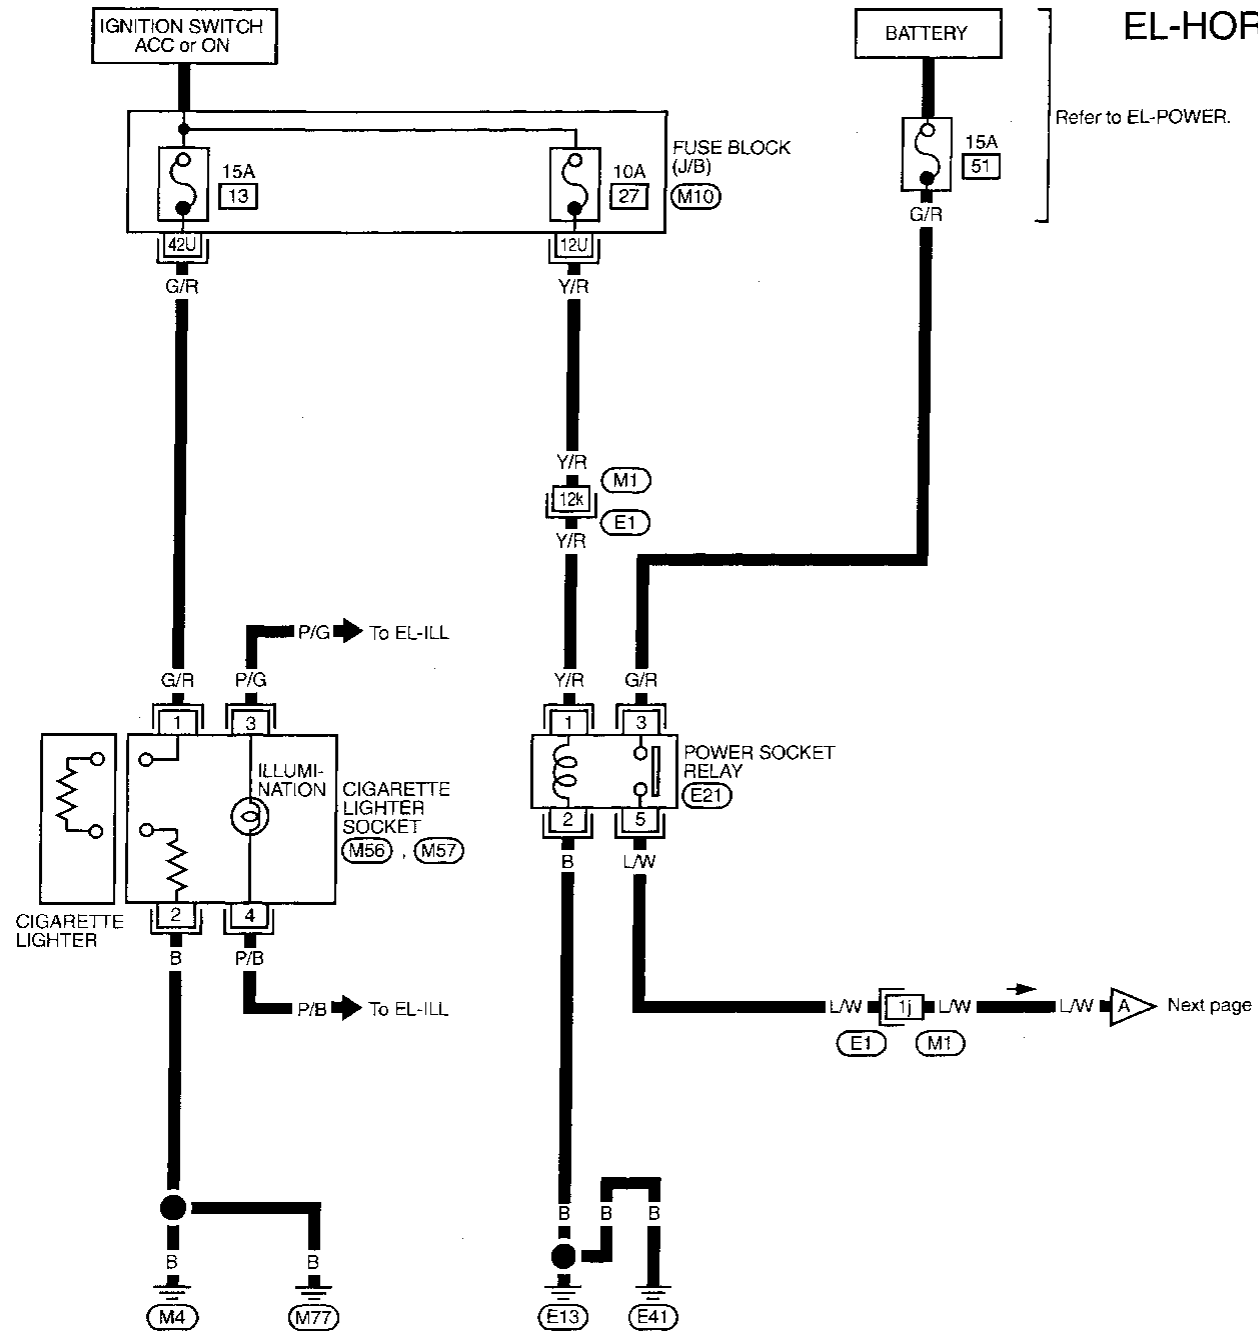 IGNITION SWITCH
ACC or ON
BATTERY
EL-HOR
Refer to EL-POWER.
15A
13
10A
27
FUSE BLOCK
(J/B)
M10
15A
51
G/R
42U
12U
G/R
Y/R
Y/R
M1
12k
E1
Y/R
P/G
To EL-ILL
G/R
P/G
Y/R
G/R
1
3
1
3
ILLUMI-
NATION
CIGARETTE
LIGHTER
SOCKET
M56 , M57
POWER SOCKET
RELAY
E21
2
4
2
5
CIGARETTE
LIGHTER
B
P/B
B
L/W
P/B
To EL-ILL
L/W
1j
L/W
L/W
A
Next page
E1
M1
B
B
B
B
B
M4
M77
E13
E41